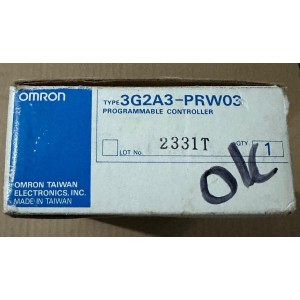 OMRON
TYPE 3G2A3-PRW03
PROGRAMMABLE CONTROLLER
LOT No. 2331T QTY. 1
OK
OMRON TAIWAN
ELECTRONICS, INC.
MADE IN TAIWAN